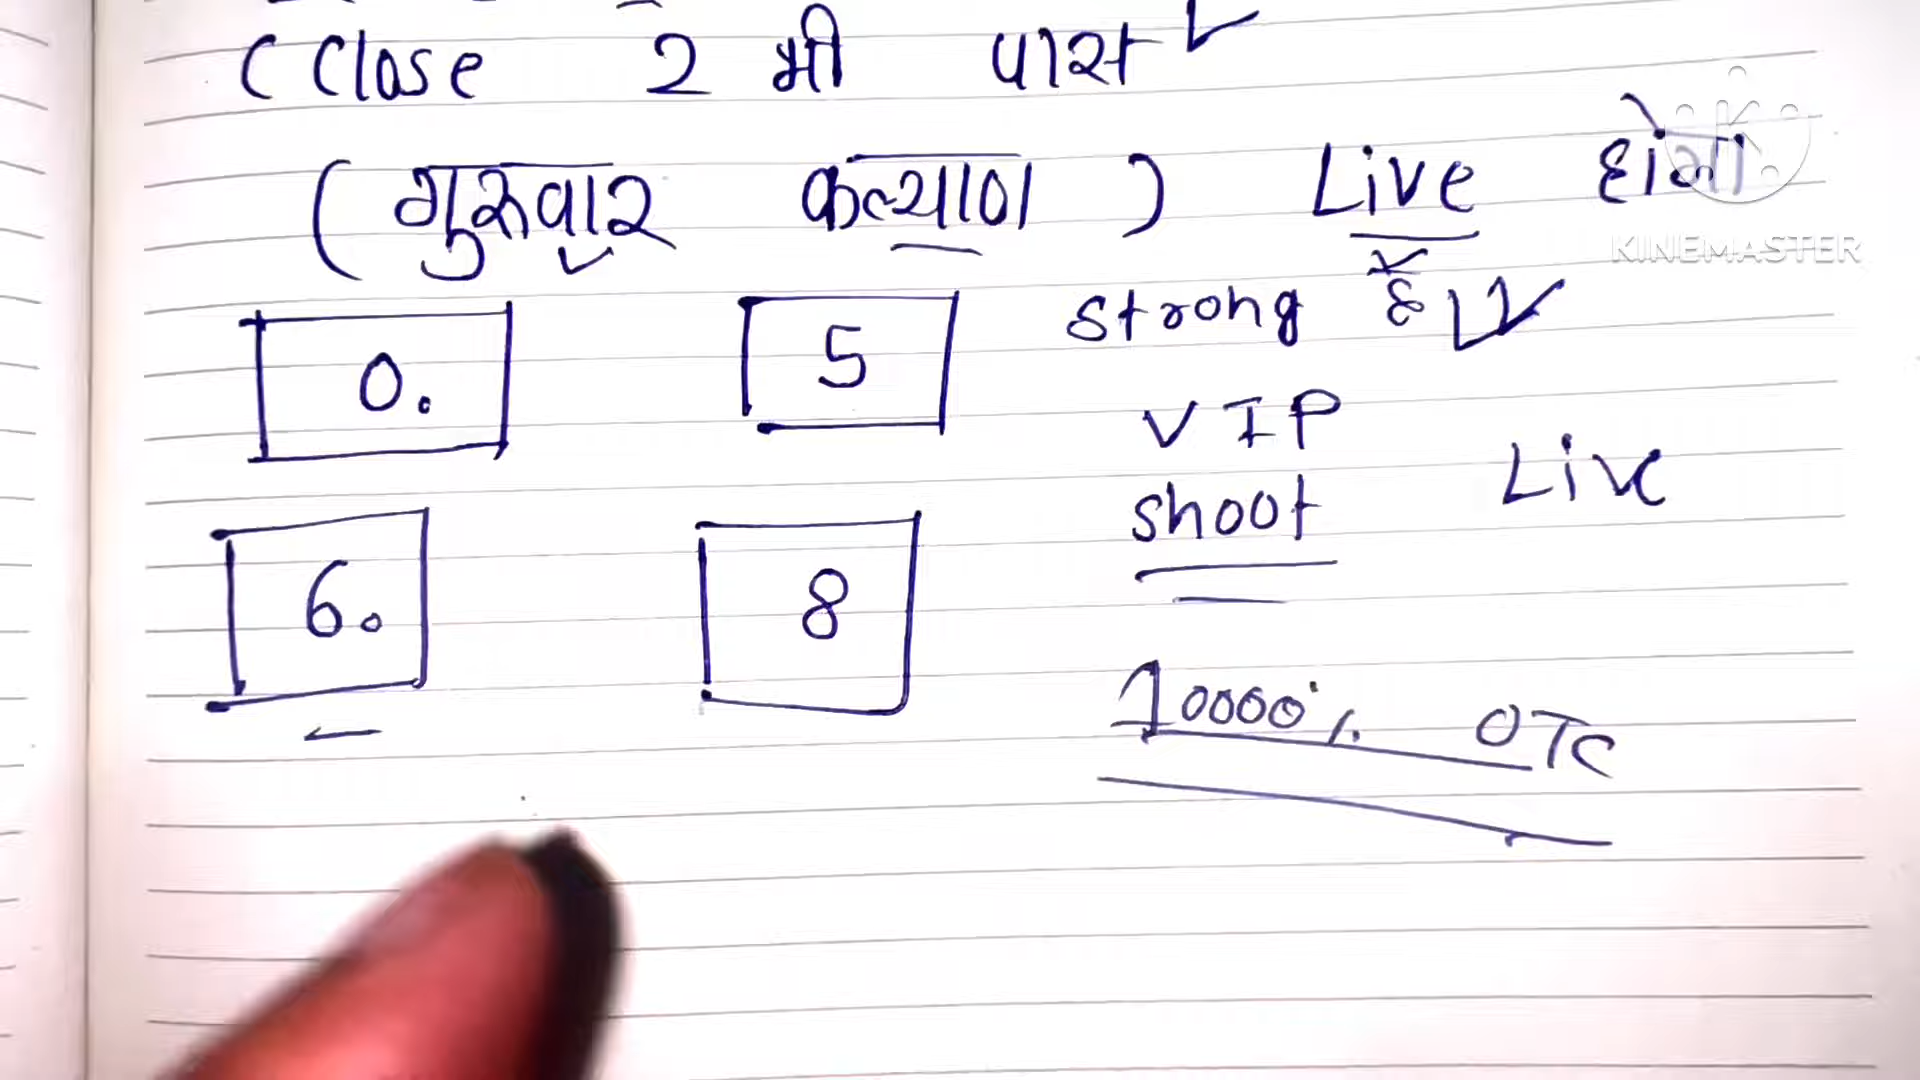 ( Close 2 भी पास ✓
( गुरुवार कल्याण ) Live होगा
KINEMASTER
0. 5 strong है ✓
VIP Live
6. 8 shoot
10000% OTC